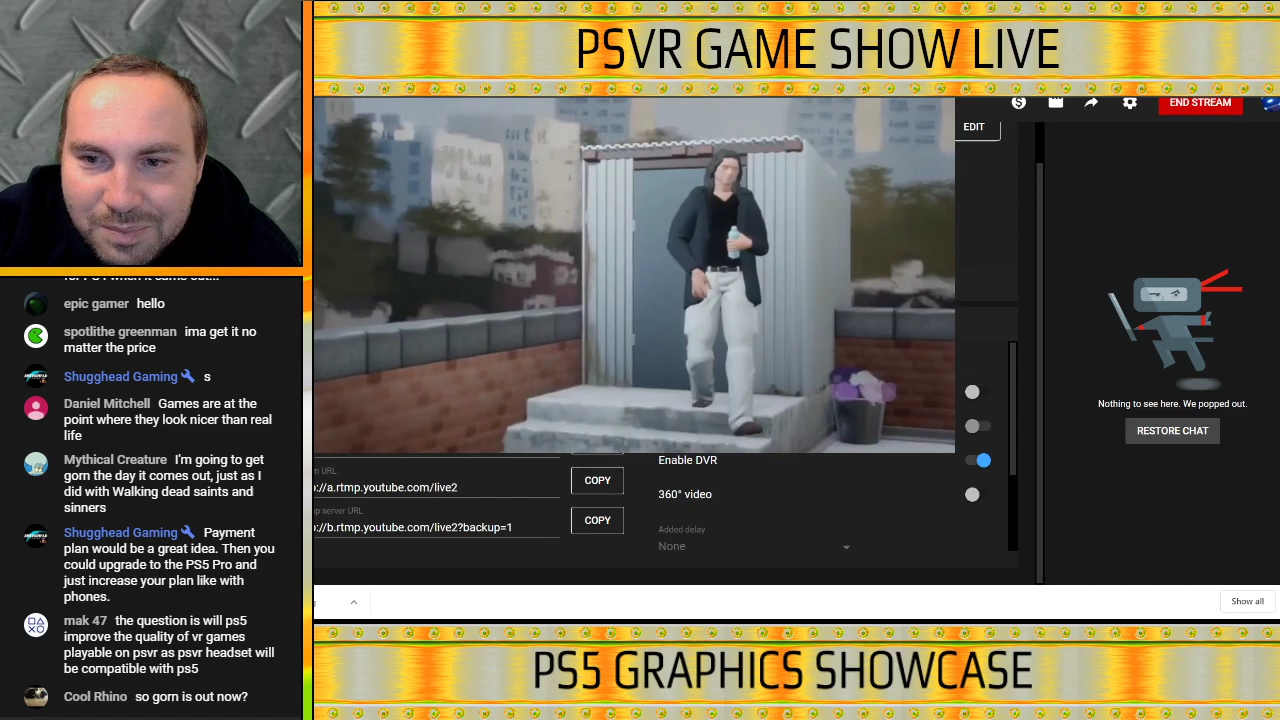 PSVR GAME SHOW LIVE
END STREAM
EDIT
epic gamer hello
spotlithe greenman ima get it no
matter the price
Shugghead Gaming s
Daniel Mitchell Games are at the
point where they look nicer than real
life
Mythical Creature I'm going to get
gorn the day it comes out, just as I
did with Walking dead saints and
sinners
Shugghead Gaming Payment
plan would be a great idea. Then you
could upgrade to the PS5 Pro and
just increase your plan like with
phones.
mak 47 the question is will ps5
improve the quality of vr games
playable on psvr as psvr headset will
be compatible with ps5
Cool Rhino so gorn is out now?
URL
://a.rtmp.youtube.com/live2
COPY
server URL
://b.rtmp.youtube.com/live2?backup=1
COPY
Enable DVR
360° video
Added delay
None
Nothing to see here. We popped out.
RESTORE CHAT
Show all
PS5 GRAPHICS SHOWCASE